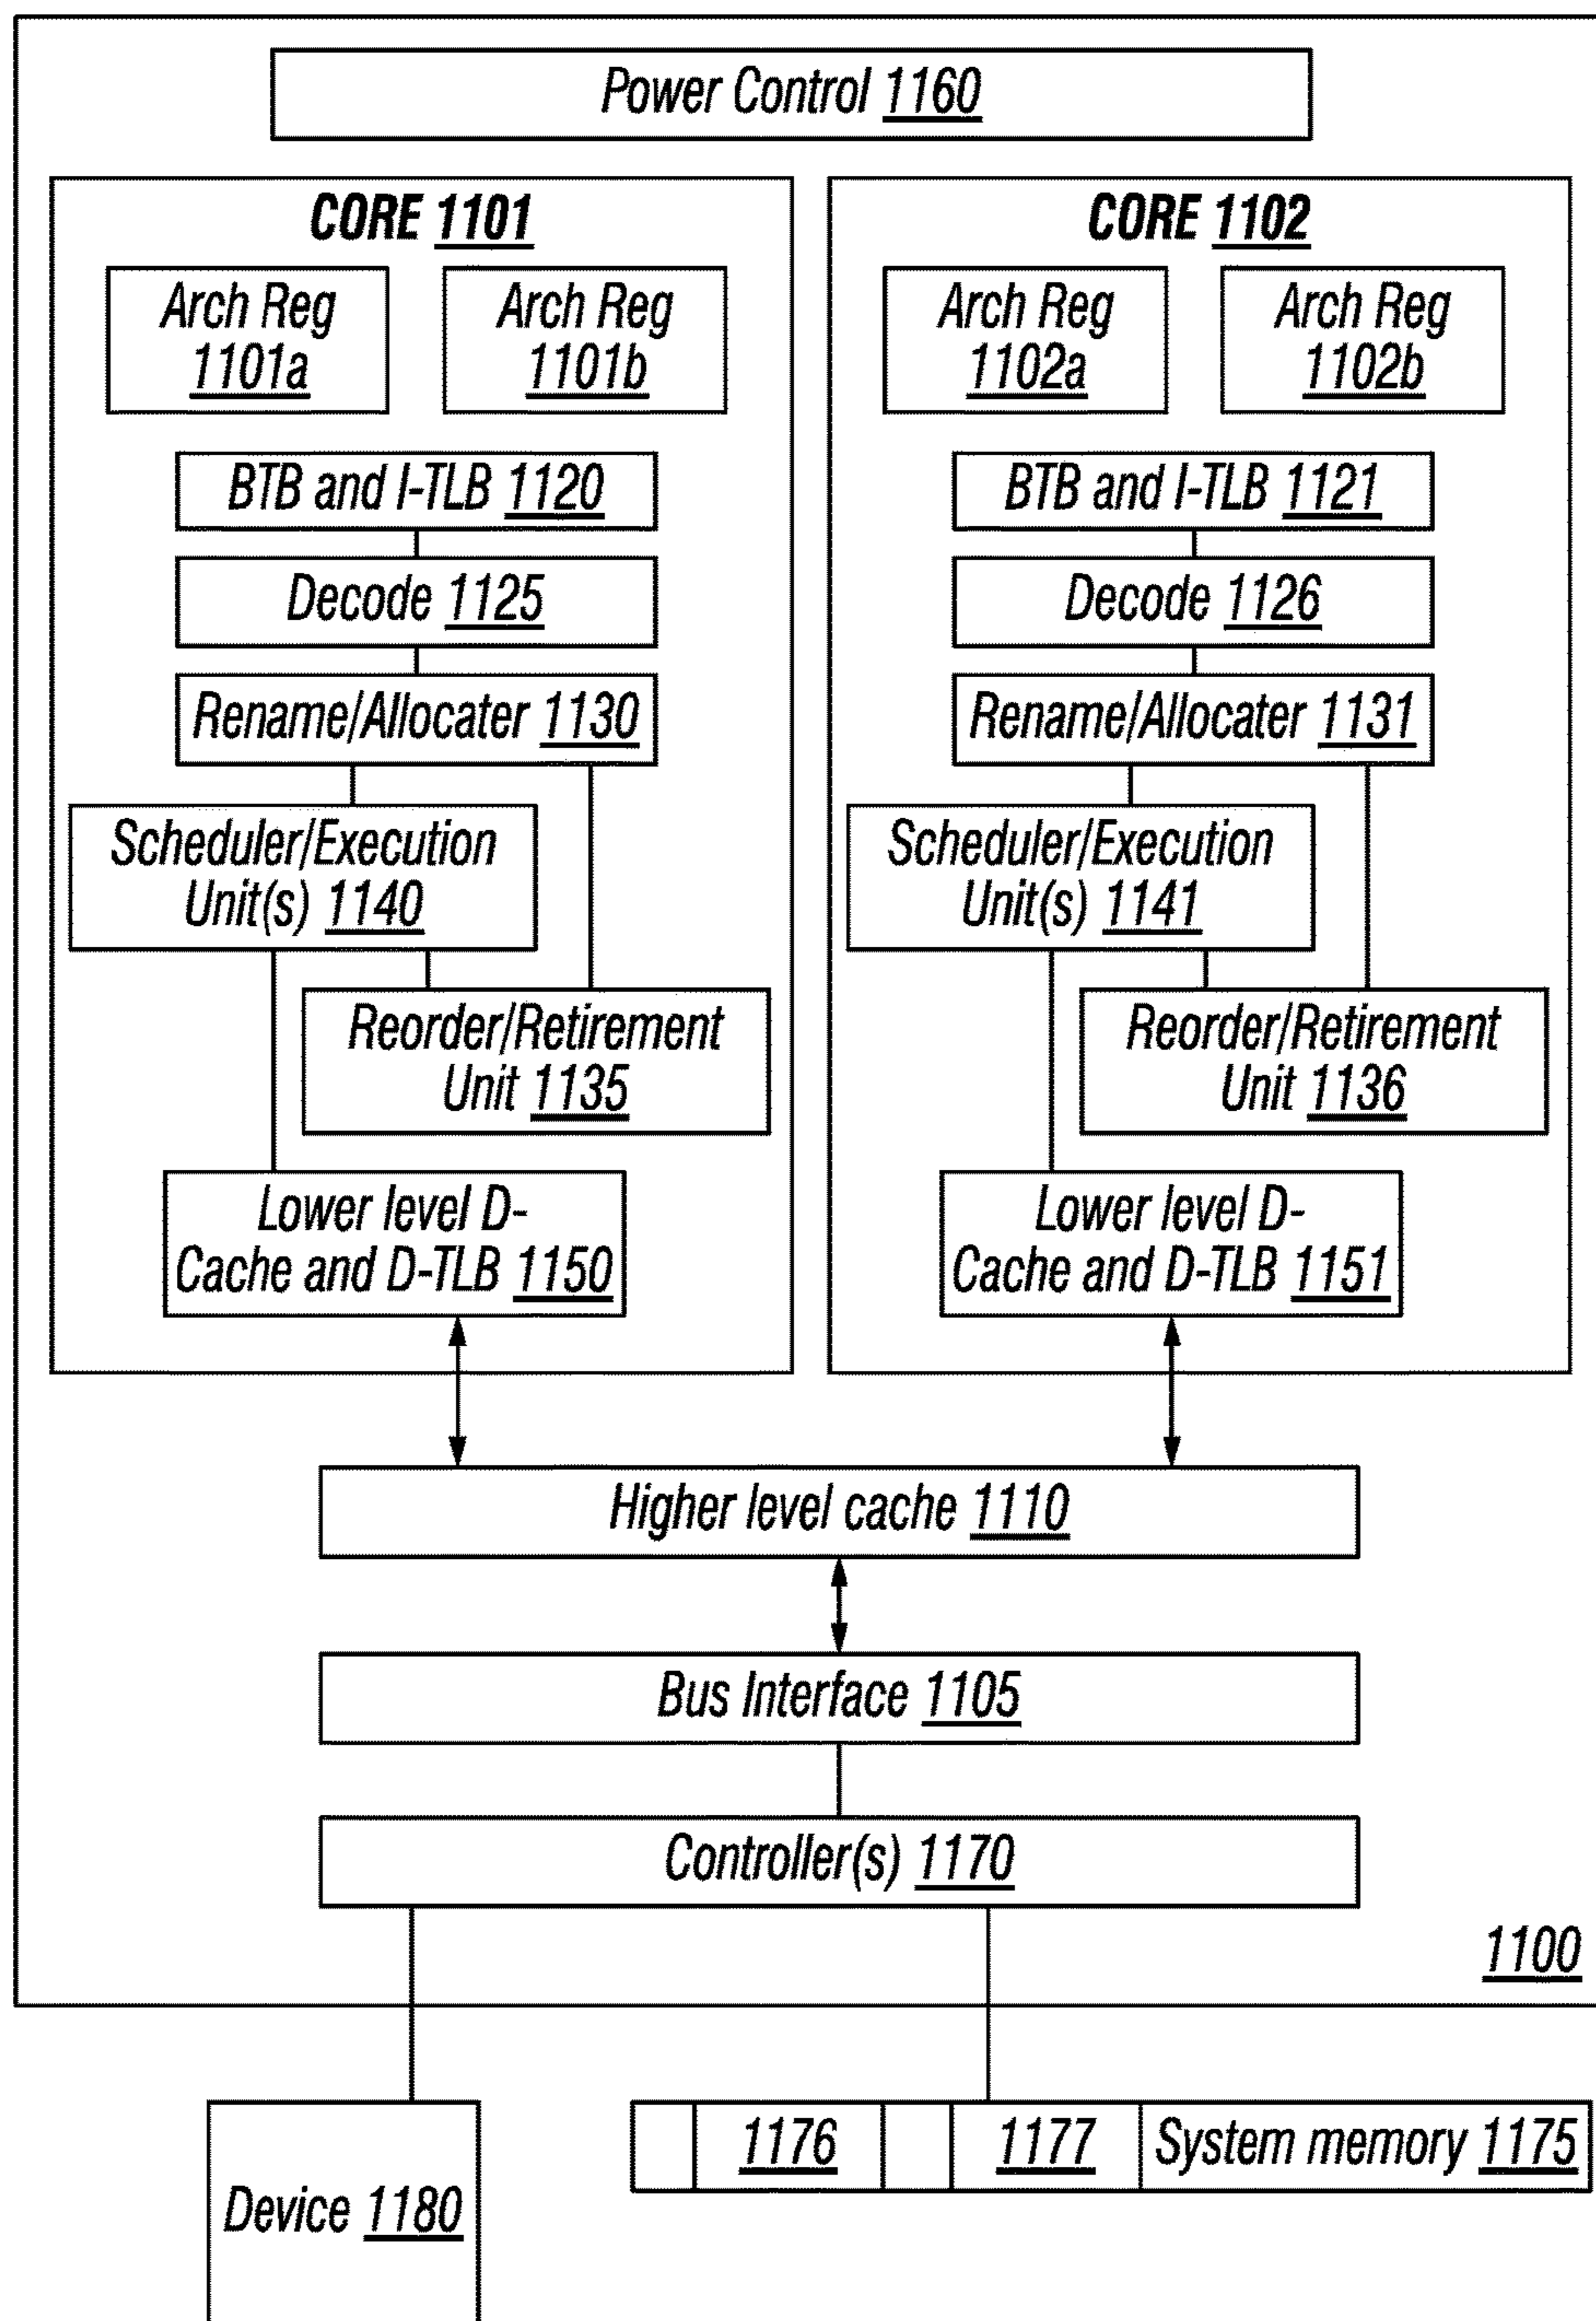 Power Control 1160
CORE 1101
Arch Reg
1101a
Arch Reg
1101b
BTB and I-TLB 1120
Decode 1125
Rename/Allocater 1130
Scheduler/Execution
Unit(s) 1140
Reorder/Retirement
Unit 1135
Lower level D-
Cache and D-TLB 1150
CORE 1102
Arch Reg
1102a
Arch Reg
1102b
BTB and I-TLB 1121
Decode 1126
Rename/Allocater 1131
Scheduler/Execution
Unit(s) 1141
Reorder/Retirement
Unit 1136
Lower level D-
Cache and D-TLB 1151
Higher level cache 1110
Bus Interface 1105
Controller(s) 1170
1100
Device 1180
1176
1177
System memory 1175